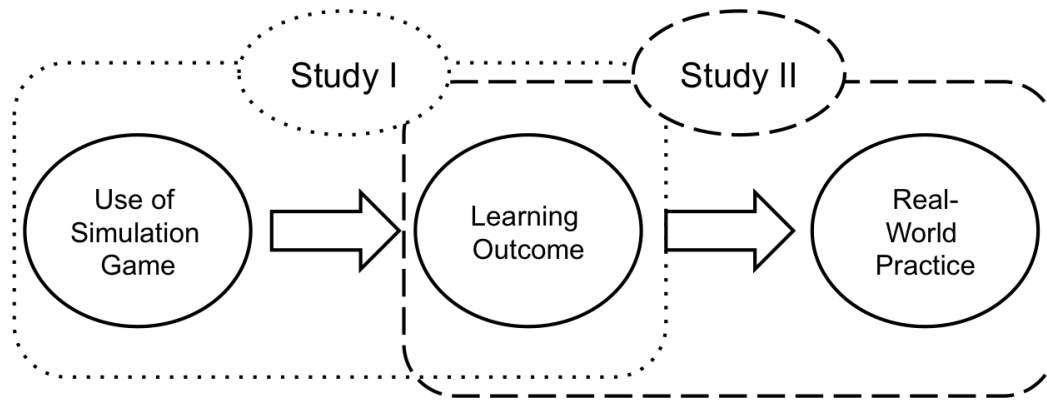 Study I
Study II
Use of
Simulation
Game
Learning
Outcome
Real-
World
Practice